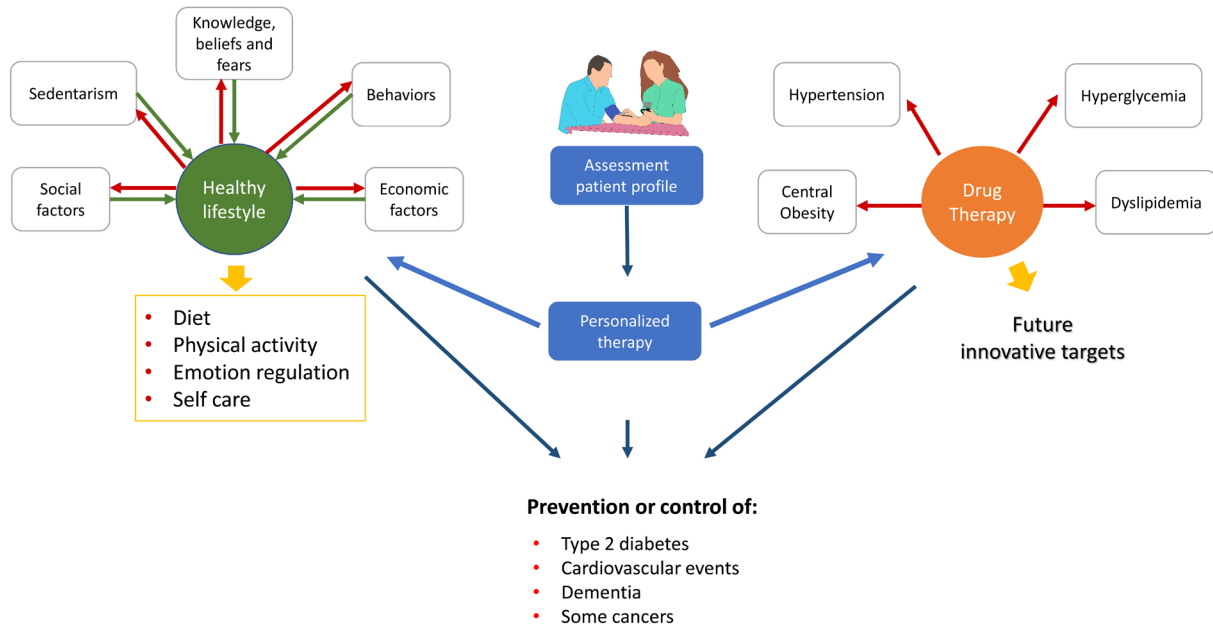 Knowledge,
beliefs and
fears
Sedentarism
Behaviors
Social
factors
Healthy
lifestyle
Economic
factors
Diet
Physical activity
Emotion regulation
Self care
Assessment
patient profile
Personalized
therapy
Hypertension
Hyperglycemia
Central
Obesity
Drug
Therapy
Dyslipidemia
Future
innovative targets
Prevention or control of:
Type 2 diabetes
Cardiovascular events
Dementia
Some cancers